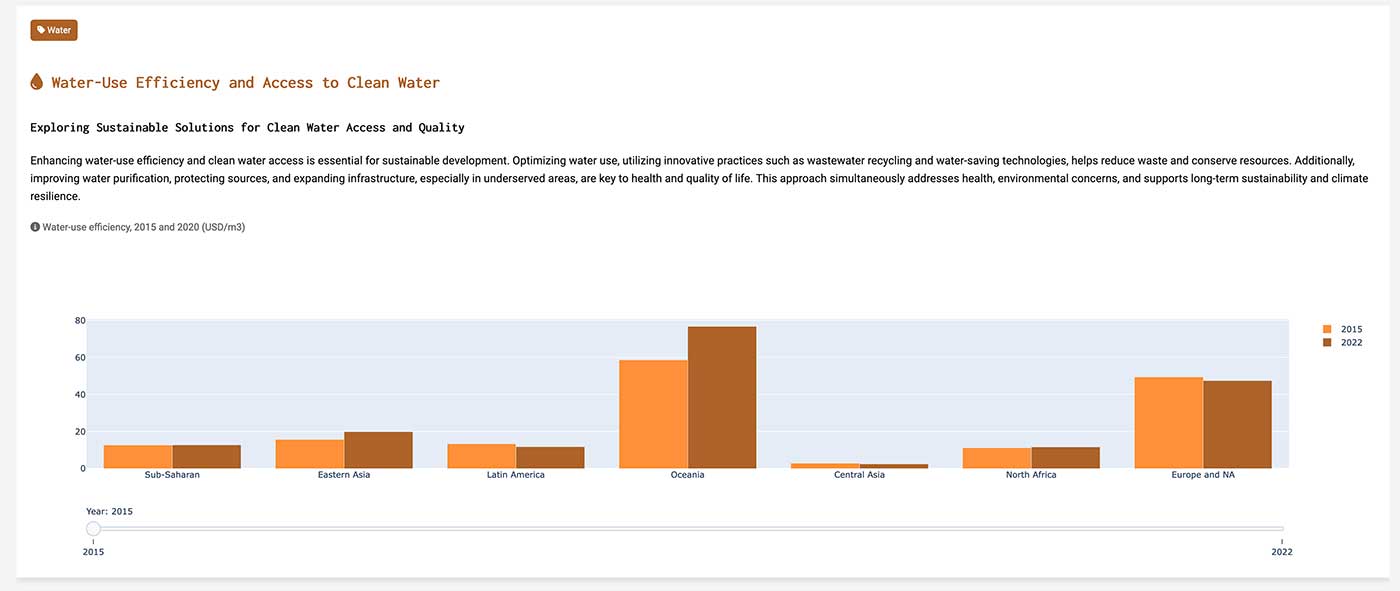 Water
Water-Use Efficiency and Access to Clean Water
Exploring Sustainable Solutions for Clean Water Access and Quality
Enhancing water-use efficiency and clean water access is essential for sustainable development. Optimizing water use, utilizing innovative practices such as wastewater recycling and water-saving technologies, helps reduce waste and conserve resources. Additionally,
improving water purification, protecting sources, and expanding infrastructure, especially in underserved areas, are key to health and quality of life. This approach simultaneously addresses health, environmental concerns, and supports long-term sustainability and climate
resilience.
Water-use efficiency, 2015 and 2020 (USD/m3)
80
60
40
20
0
Sub-Saharan Eastern Asia Latin America Oceania Central Asia North Africa Europe and NA
2015
2022
Year: 2015
2015 2022